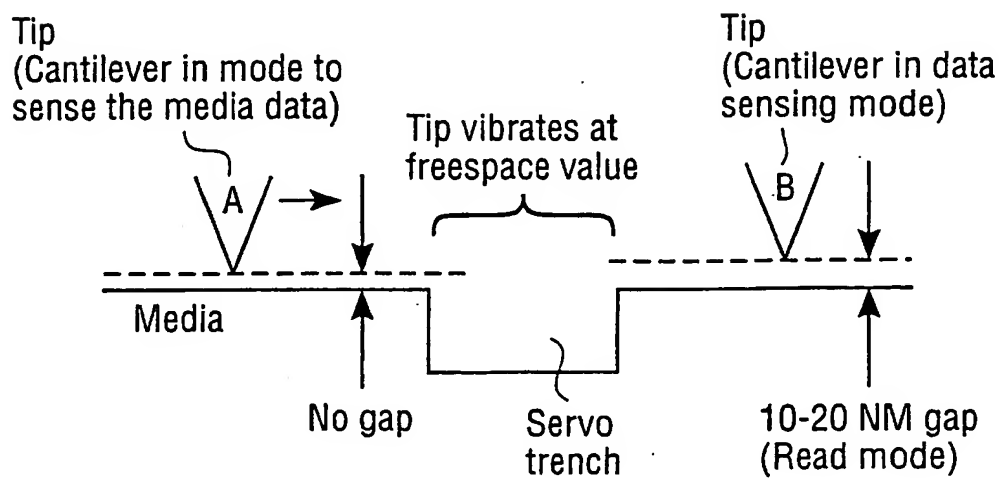 Tip
(Cantilever in mode to
sense the media data)
Tip vibrates at
freespace value
Tip
(Cantilever in data
sensing mode)
A
B
Media
No gap
Servo
trench
10-20 NM gap
(Read mode)